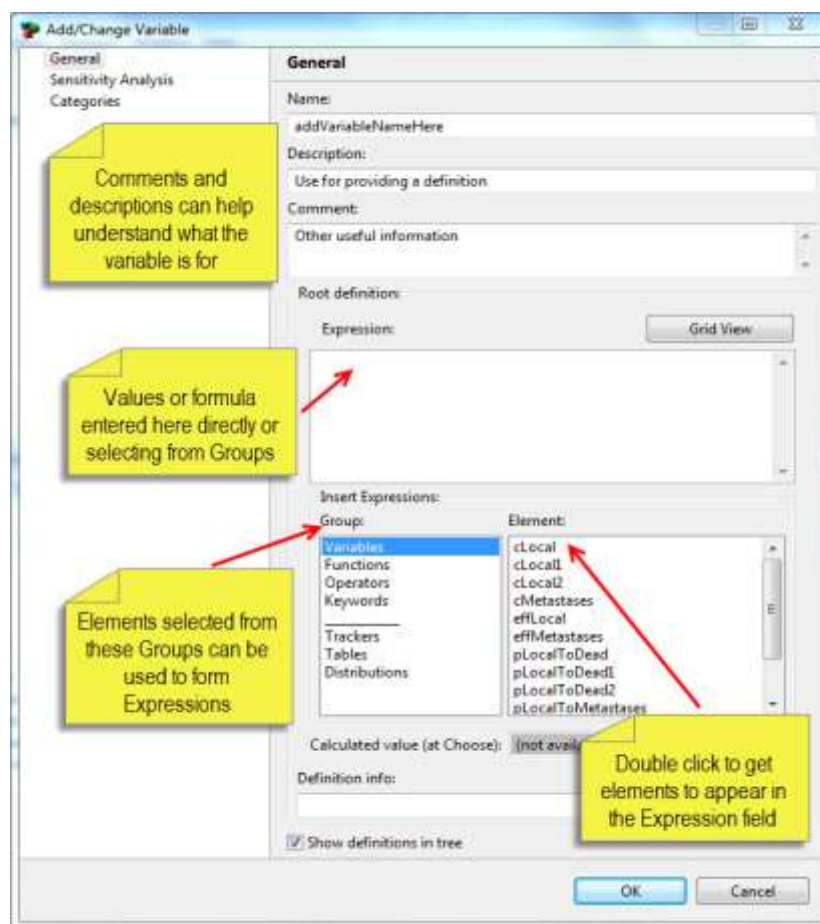 Add/Change Variable
General
Sensitivity Analysis
Categories
General
Name:
addVariableNameHere
Description:
Use for providing a definition
Comment:
Other useful information
Comments and
descriptions can help
understand what the
variable is for
Root definition:
Expression:
Grid View
Values or formula
entered here directly or
selecting from Groups
Insert Expressions:
Group:
Element:
Variables
Functions
Operators
Keywords
Trackers
Tables
Distributions
cLocal
cLocal1
cLocal2
cMetastases
effLocal
effMetastases
pLocalToDead
pLocalToDead1
pLocalToDead2
pLocalToMetastases
Elements selected from
these Groups can be
used to form
Expressions
Calculated value (at Choose):
(not
Double click to get
elements to appear in
the Expression field
Definition info:
Show definitions in tree
OK
Cancel